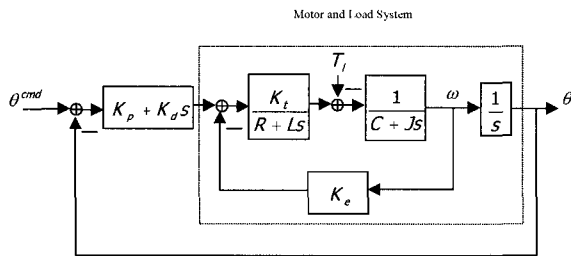 Motor and Load System
T_l
θ^cmd
K_p + K_d s
K_t
R + Ls
1
C + Js
ω
1
s
θ
K_e